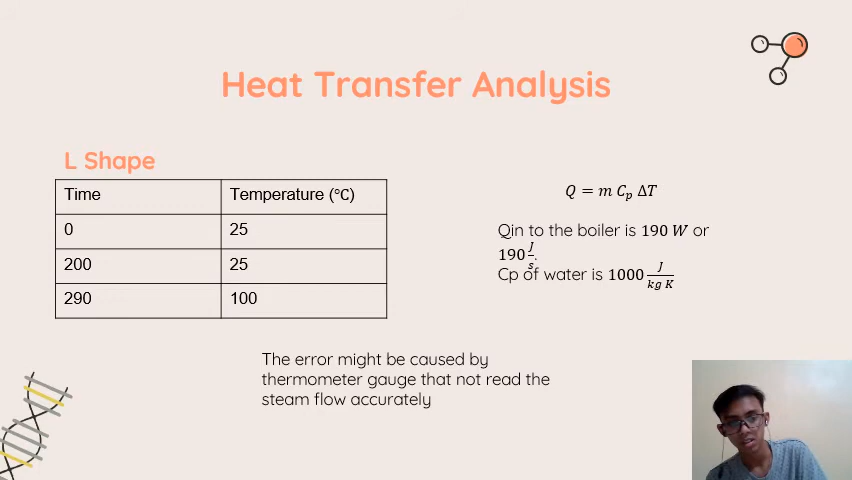 Heat Transfer Analysis
L Shape
Time Temperature (°C)
0 25
200 25
290 100
Q = m Cp ΔT
Qin to the boiler is 190 W or
190 J/s.
Cp of water is 1000 J/kg K
The error might be caused by
thermometer gauge that not read the
steam flow accurately